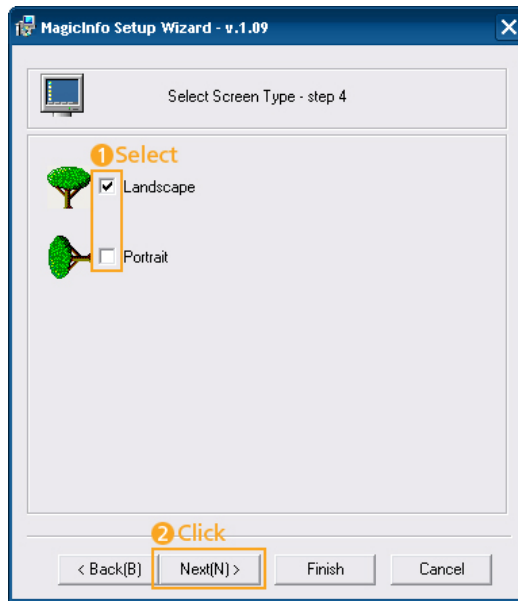 MagicInfo Setup Wizard - v.1.09
Select Screen Type - step 4
1 Select
Landscape
Portrait
2 Click
< Back(B)
Next(N) >
Finish
Cancel